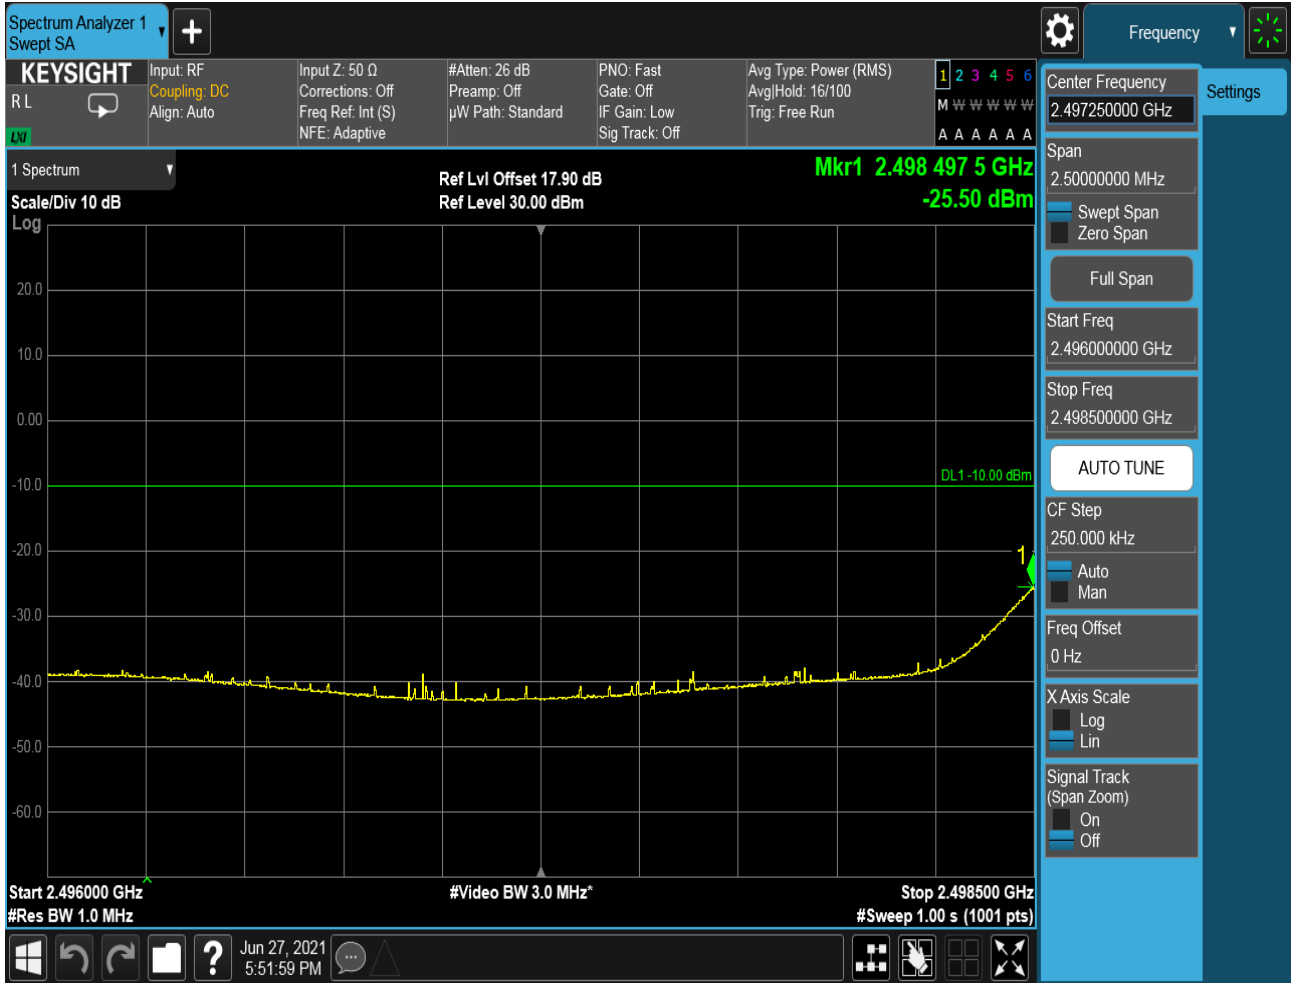 Spectrum Analyzer 1
Swept SA
Frequency
KEYSIGHT
R L
LXI
Input: RF
Coupling: DC
Align: Auto
Input Z: 50 Ω
Corrections: Off
Freq Ref: Int (S)
NFE: Adaptive
#Atten: 26 dB
Preamp: Off
µW Path: Standard
PNO: Fast
Gate: Off
IF Gain: Low
Sig Track: Off
Avg Type: Power (RMS)
Avg|Hold: 16/100
Trig: Free Run
1 2 3 4 5 6
M W W W W W
A A A A A A
1 Spectrum
Scale/Div 10 dB
Log
Ref Lvl Offset 17.90 dB
Ref Level 30.00 dBm
Mkr1 2.498 497 5 GHz
-25.50 dBm
20.0
10.0
0.00
-10.0
-20.0
-30.0
-40.0
-50.0
-60.0
DL1 -10.00 dBm
1
Start 2.496000 GHz
#Res BW 1.0 MHz
#Video BW 3.0 MHz*
Stop 2.498500 GHz
#Sweep 1.00 s (1001 pts)
Center Frequency
2.497250000 GHz
Settings
Span
2.50000000 MHz
Swept Span
Zero Span
Full Span
Start Freq
2.496000000 GHz
Stop Freq
2.498500000 GHz
AUTO TUNE
CF Step
250.000 kHz
Auto
Man
Freq Offset
0 Hz
X Axis Scale
Log
Lin
Signal Track
(Span Zoom)
On
Off
?
Jun 27, 2021
5:51:59 PM